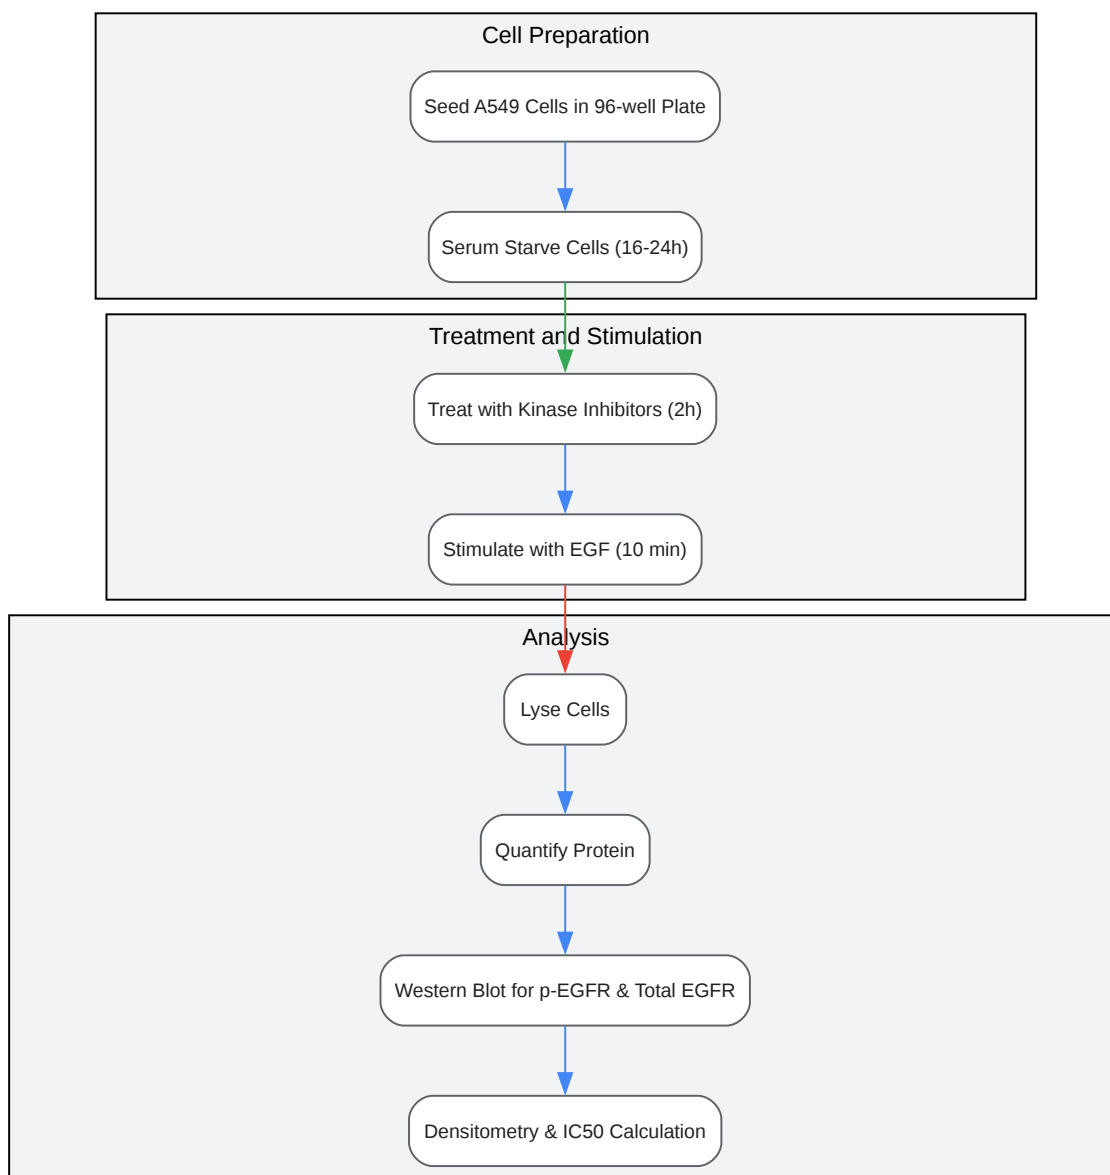 Cell Preparation
Seed A549 Cells in 96-well Plate
Serum Starve Cells (16-24h)
Treatment and Stimulation
Treat with Kinase Inhibitors (2h)
Stimulate with EGF (10 min)
Analysis
Lyse Cells
Quantify Protein
Western Blot for p-EGFR & Total EGFR
Densitometry & IC50 Calculation